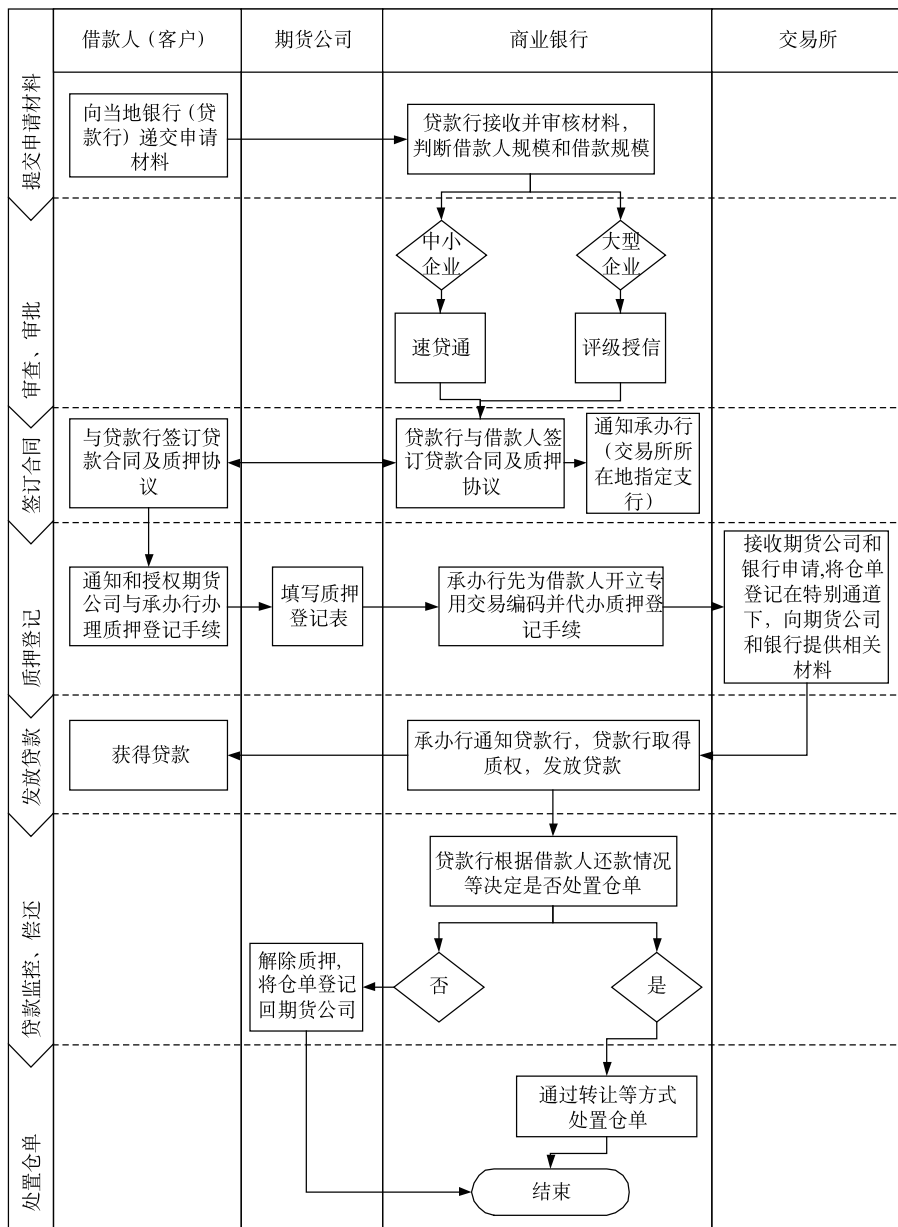 借款人（客户）
期货公司
商业银行
交易所
提交申请材料
向当地银行（贷
款行）递交申请
材料
贷款行接收并审核材料，
判断借款人规模和借款规模
审查、审批
中小
企业
大型
企业
速贷通
评级授信
签订合同
与贷款行签订贷
款合同及质押协
议
贷款行与借款人签
订贷款合同及质押
协议
通知承办行
（交易所所
在地指定支
行）
质押登记
通知和授权期货
公司与承办行办
理质押登记手续
填写质押
登记表
承办行先为借款人开立专
用交易编码并代办质押登
记手续
接收期货公司和
银行申请,将仓单
登记在特别通道
下，向期货公司
和银行提供相关
材料
发放贷款
获得贷款
承办行通知贷款行，贷款行取得
质权，发放贷款
贷款监控、偿还
贷款行根据借款人还款情况
等决定是否处置仓单
解除质押，
将仓单登记
回期货公司
否
是
处置仓单
通过转让等方式
处置仓单
结束